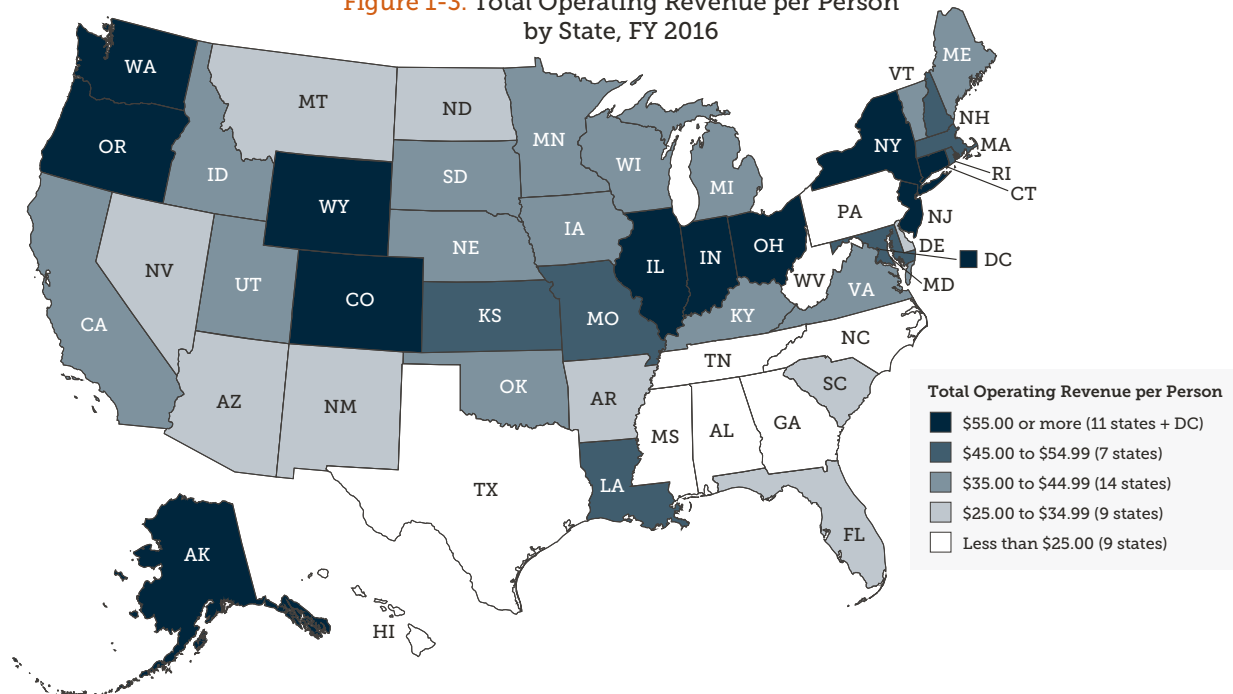 Figure 1-3. Total Operating Revenue per Person
by State, FY 2016
WA
MT
ND
MN
VT
ME
OR
ID
SD
WI
MI
NY
NH
MA
RI
CT
WY
NE
IA
PA
NJ
NV
UT
CO
IL
IN
OH
DE
DC
WV
MD
CA
KS
MO
KY
VA
AZ
NM
OK
AR
TN
NC
SC
MS
AL
GA
TX
LA
FL
AK
HI
Total Operating Revenue per Person
$55.00 or more (11 states + DC)
$45.00 to $54.99 (7 states)
$35.00 to $44.99 (14 states)
$25.00 to $34.99 (9 states)
Less than $25.00 (9 states)